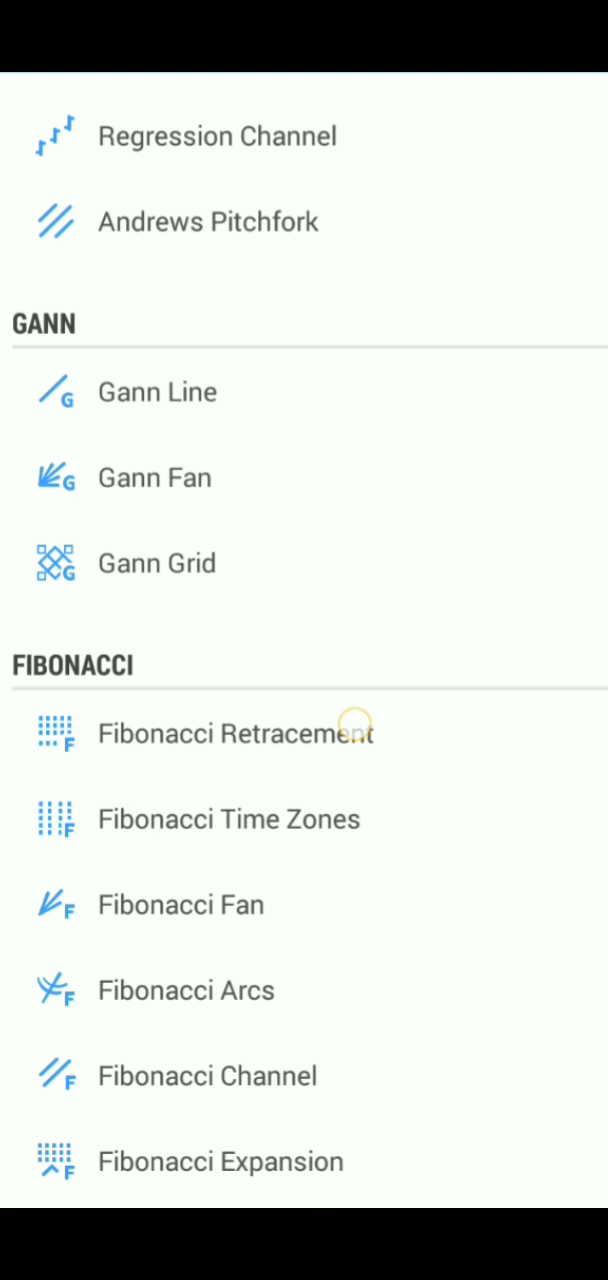 Regression Channel
Andrews Pitchfork
GANN
Gann Line
Gann Fan
Gann Grid
FIBONACCI
Fibonacci Retracement
Fibonacci Time Zones
Fibonacci Fan
Fibonacci Arcs
Fibonacci Channel
Fibonacci Expansion